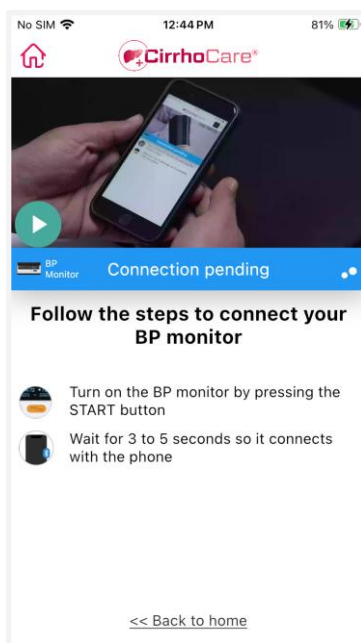 No SIM 12:44 PM 81%
CirrhoCare®
BP
Monitor
Connection pending
Follow the steps to connect your
BP monitor
Turn on the BP monitor by pressing the
START button
Wait for 3 to 5 seconds so it connects
with the phone
<< Back to home